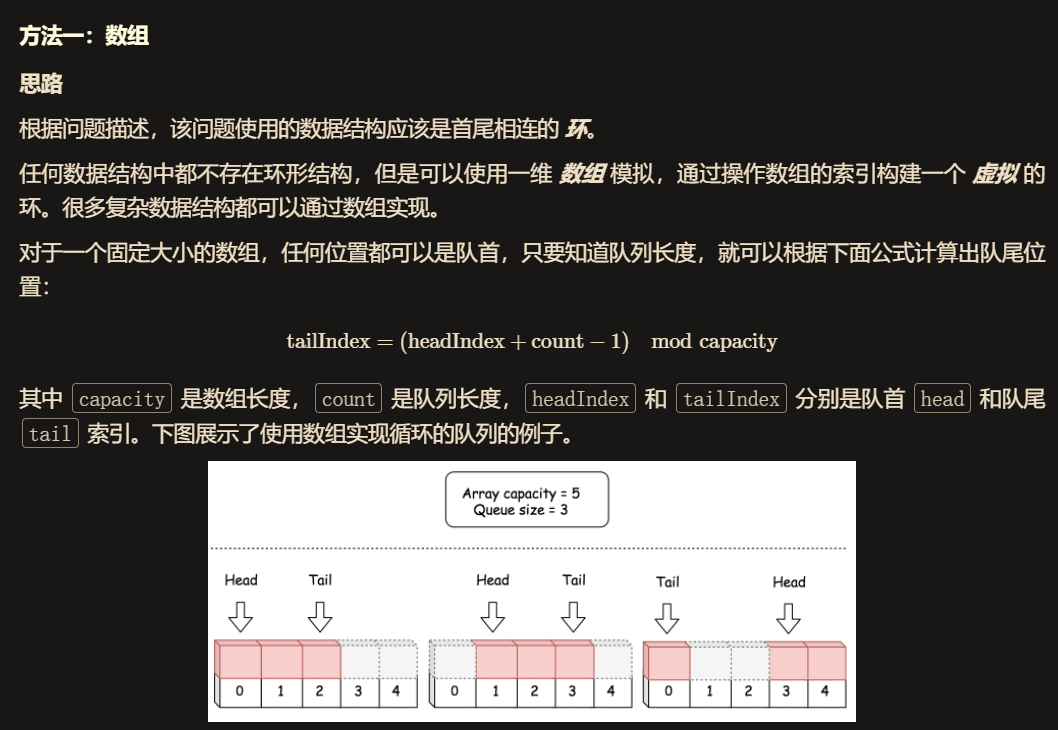 方法一：数组
思路
根据问题描述，该问题使用的数据结构应该是首尾相连的 环。
任何数据结构中都不存在环形结构，但是可以使用一维 数组 模拟，通过操作数组的索引构建一个 虚拟 的
环。很多复杂数据结构都可以通过数组实现。
对于一个固定大小的数组，任何位置都可以是队首，只要知道队列长度，就可以根据下面公式计算出队尾位
置：
tailIndex = (headIndex + count − 1) mod capacity
其中 capacity 是数组长度， count 是队列长度， headIndex 和 tailIndex 分别是队首 head 和队尾
tail 索引。下图展示了使用数组实现循环的队列的例子。
Array capacity = 5
Queue size = 3
Head Tail Head Tail Tail Head
0 1 2 3 4 0 1 2 3 4 0 1 2 3 4